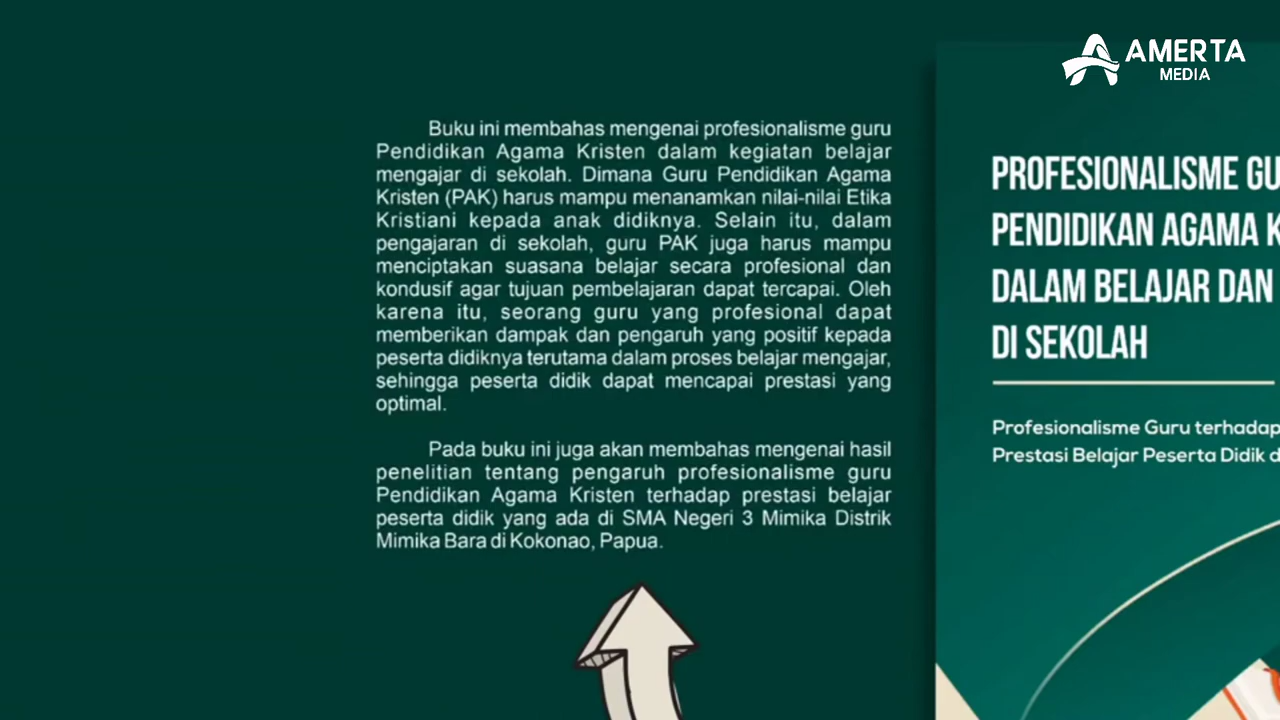 AMERTA
MEDIA
Buku ini membahas mengenai profesionalisme guru
Pendidikan Agama Kristen dalam kegiatan belajar
mengajar di sekolah. Dimana Guru Pendidikan Agama
Kristen (PAK) harus mampu menanamkan nilai-nilai Etika
Kristiani kepada anak didiknya. Selain itu, dalam
pengajaran di sekolah, guru PAK juga harus mampu
menciptakan suasana belajar secara profesional dan
kondusif agar tujuan pembelajaran dapat tercapai. Oleh
karena itu, seorang guru yang profesional dapat
memberikan dampak dan pengaruh yang positif kepada
peserta didiknya terutama dalam proses belajar mengajar,
sehingga peserta didik dapat mencapai prestasi yang
optimal.
Pada buku ini juga akan membahas mengenai hasil
penelitian tentang pengaruh profesionalisme guru
Pendidikan Agama Kristen terhadap prestasi belajar
peserta didik yang ada di SMA Negeri 3 Mimika Distrik
Mimika Bara di Kokonao, Papua.
PROFESIONALISME GU
PENDIDIKAN AGAMA K
DALAM BELAJAR DAN
DI SEKOLAH
Profesionalisme Guru terhadap
Prestasi Belajar Peserta Didik d